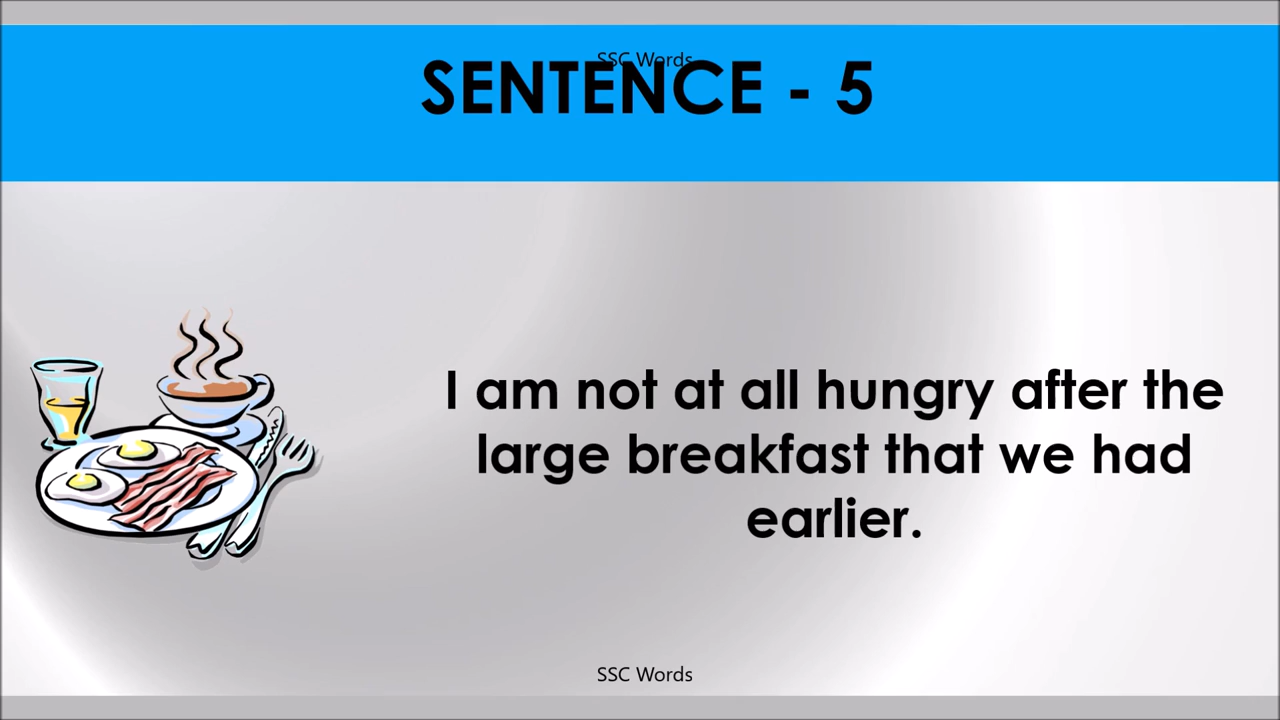 SSC Words
SENTENCE - 5
I am not at all hungry after the
large breakfast that we had
earlier.
SSC Words